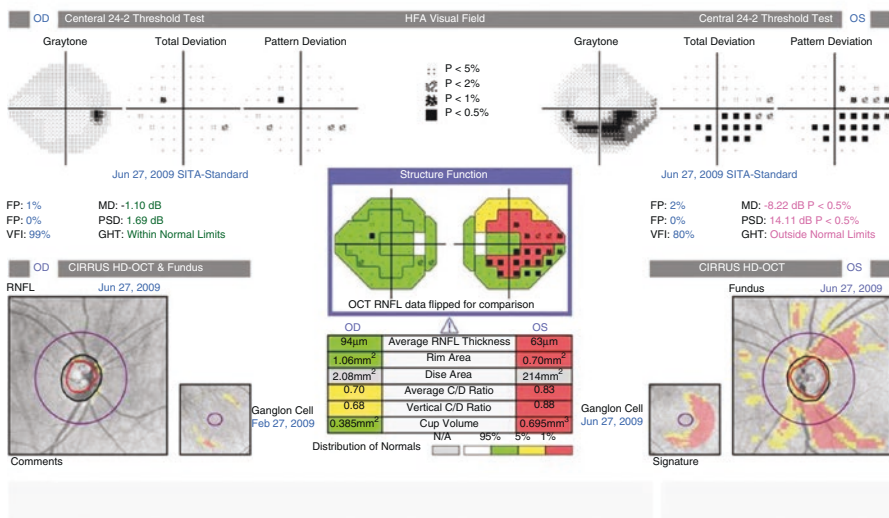 OD Centeral 24-2 Threshold Test HFA Visual Field Central 24-2 Threshold Test OS
Graytone Total Deviation Pattern Deviation Graytone Total Deviation Pattern Deviation
P < 5%
P < 2%
P < 1%
P < 0.5%
Jun 27, 2009 SITA-Standard Jun 27, 2009 SITA-Standard
Structure Function
FP: 1% MD: -1.10 dB FP: 2% MD: -8.22 dB P < 0.5%
FP: 0% PSD: 1.69 dB FP: 0% PSD: 14.11 dB P < 0.5%
VFI: 99% GHT: Within Normal Limits VFI: 80% GHT: Outside Normal Limits
OD CIRRUS HD-OCT & Fundus CIRRUS HD-OCT OS
RNFL Jun 27, 2009 Fundus Jun 27, 2009
OCT RNFL data flipped for comparison
OD OS
94μm Average RNFL Thickness 63μm
1.06mm2 Rim Area 0.70mm2
2.08mm2 Dise Area 214mm2
0.70 Average C/D Ratio 0.83
0.68 Vertical C/D Ratio 0.88
0.385mm2 Cup Volume 0.695mm3
Ganglon Cell Ganglon Cell
Feb 27, 2009 Jun 27, 2009
N/A 95% 5% 1%
Distribution of Normals
Comments Signature